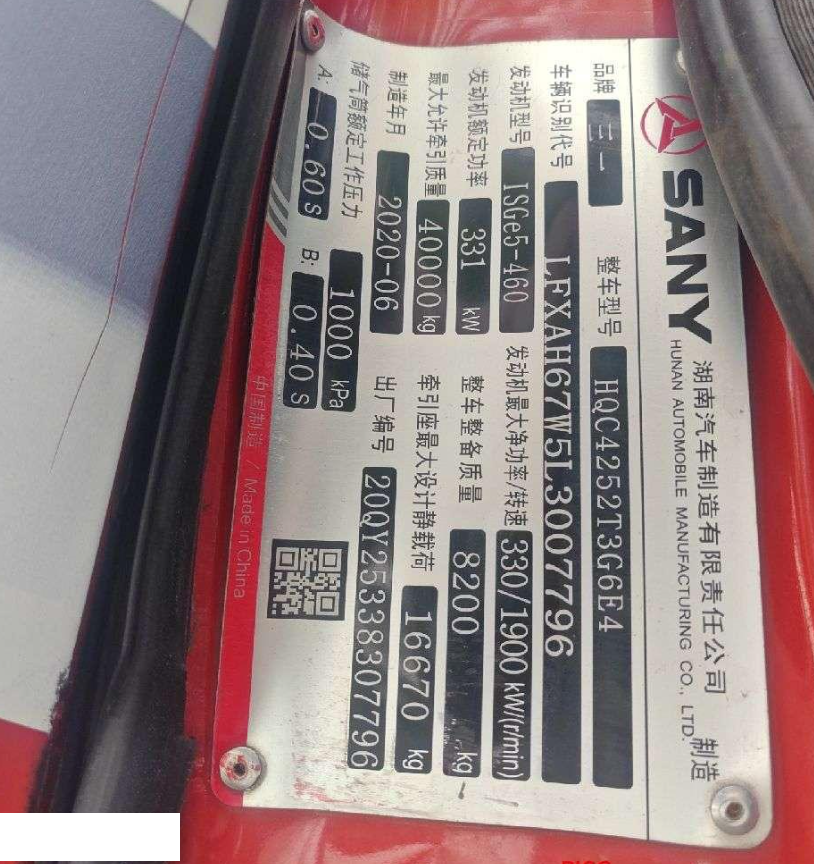 SANY 湖南汽车制造有限责任公司 制造
HUNAN AUTOMOBILE MANUFACTURING CO., LTD.
品牌 三一 整车型号 HQC4252T3G6E4
车辆识别代号 LFXAH67W5L3007796
发动机型号 ISGe5-460 发动机最大净功率/转速 330/1900 kW/(r/min)
发动机额定功率 331 kW 整车整备质量 8200 kg
最大允许牵引质量 40000 kg 牵引座最大设计静载荷 16670 kg
制造年月 2020-06 出厂编号 20QY25338307796
储气筒额定工作压力 1000 kPa
A: 0.60 S B: 0.40 S
中国制造 / Made in China